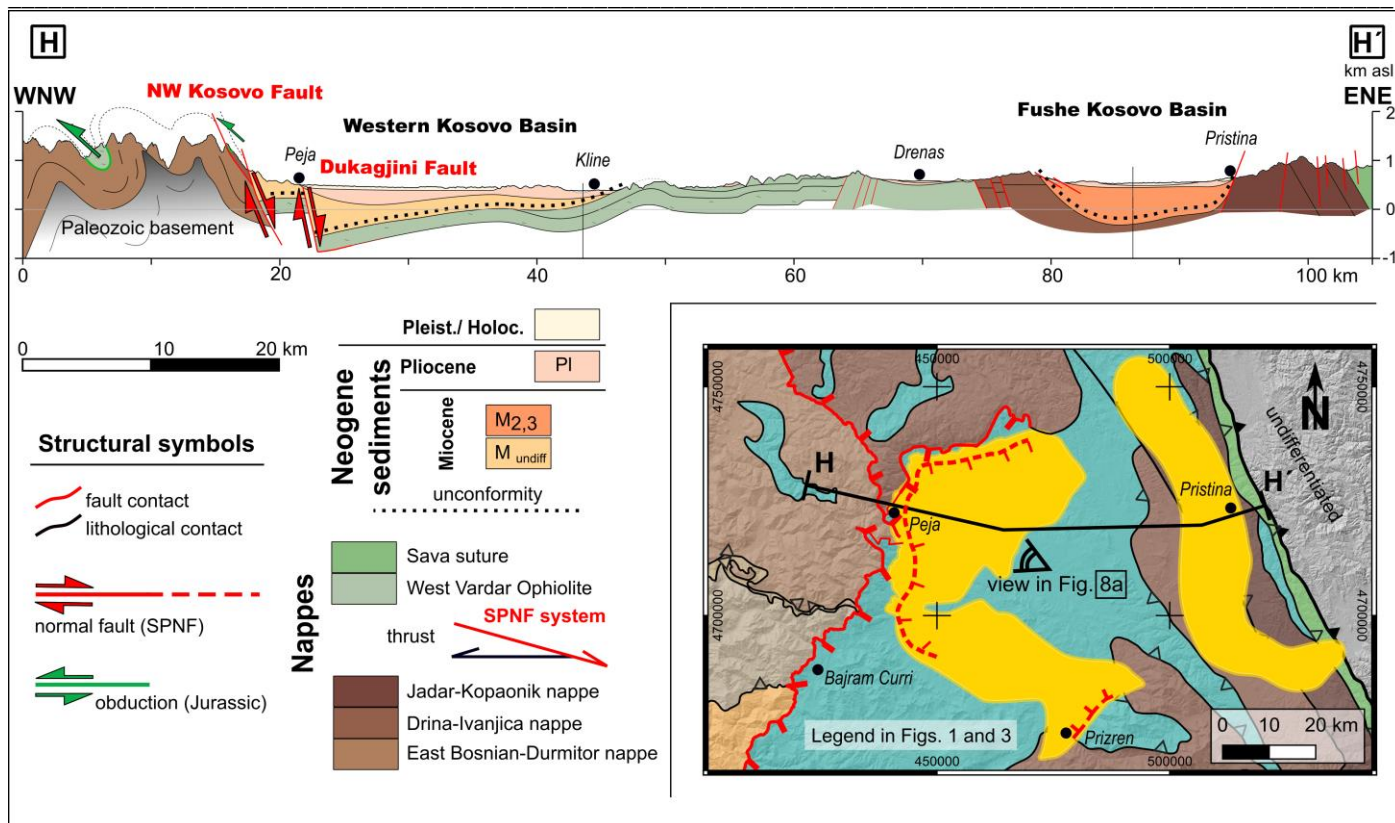 H
H´
km asl
WNW
ENE
NW Kosovo Fault
Fushe Kosovo Basin
Western Kosovo Basin
Peja
Dukagjini Fault
Kline
Drenas
Pristina
Paleozoic basement
2
1
0
-1
2
1
0
-1
0 20 40 60 80 100 km
0 10 20 km
Structural symbols
fault contact
lithological contact
normal fault (SPNF)
obduction (Jurassic)
Neogene
sediments
Pleist./ Holoc.
Pliocene
Pl
Miocene
M2,3
M undiff
unconformity
Nappes
Sava suture
West Vardar Ophiolite
SPNF system
thrust
Jadar-Kopaonik nappe
Drina-Ivanjica nappe
East Bosnian-Durmitor nappe
450000
500000
4750000
4750000
N
undifferentiated
H
H´
Pristina
Peja
view in Fig. 8a
4700000
4700000
Bajram Curri
Prizren
Legend in Figs. 1 and 3
0 10 20 km
450000
500000